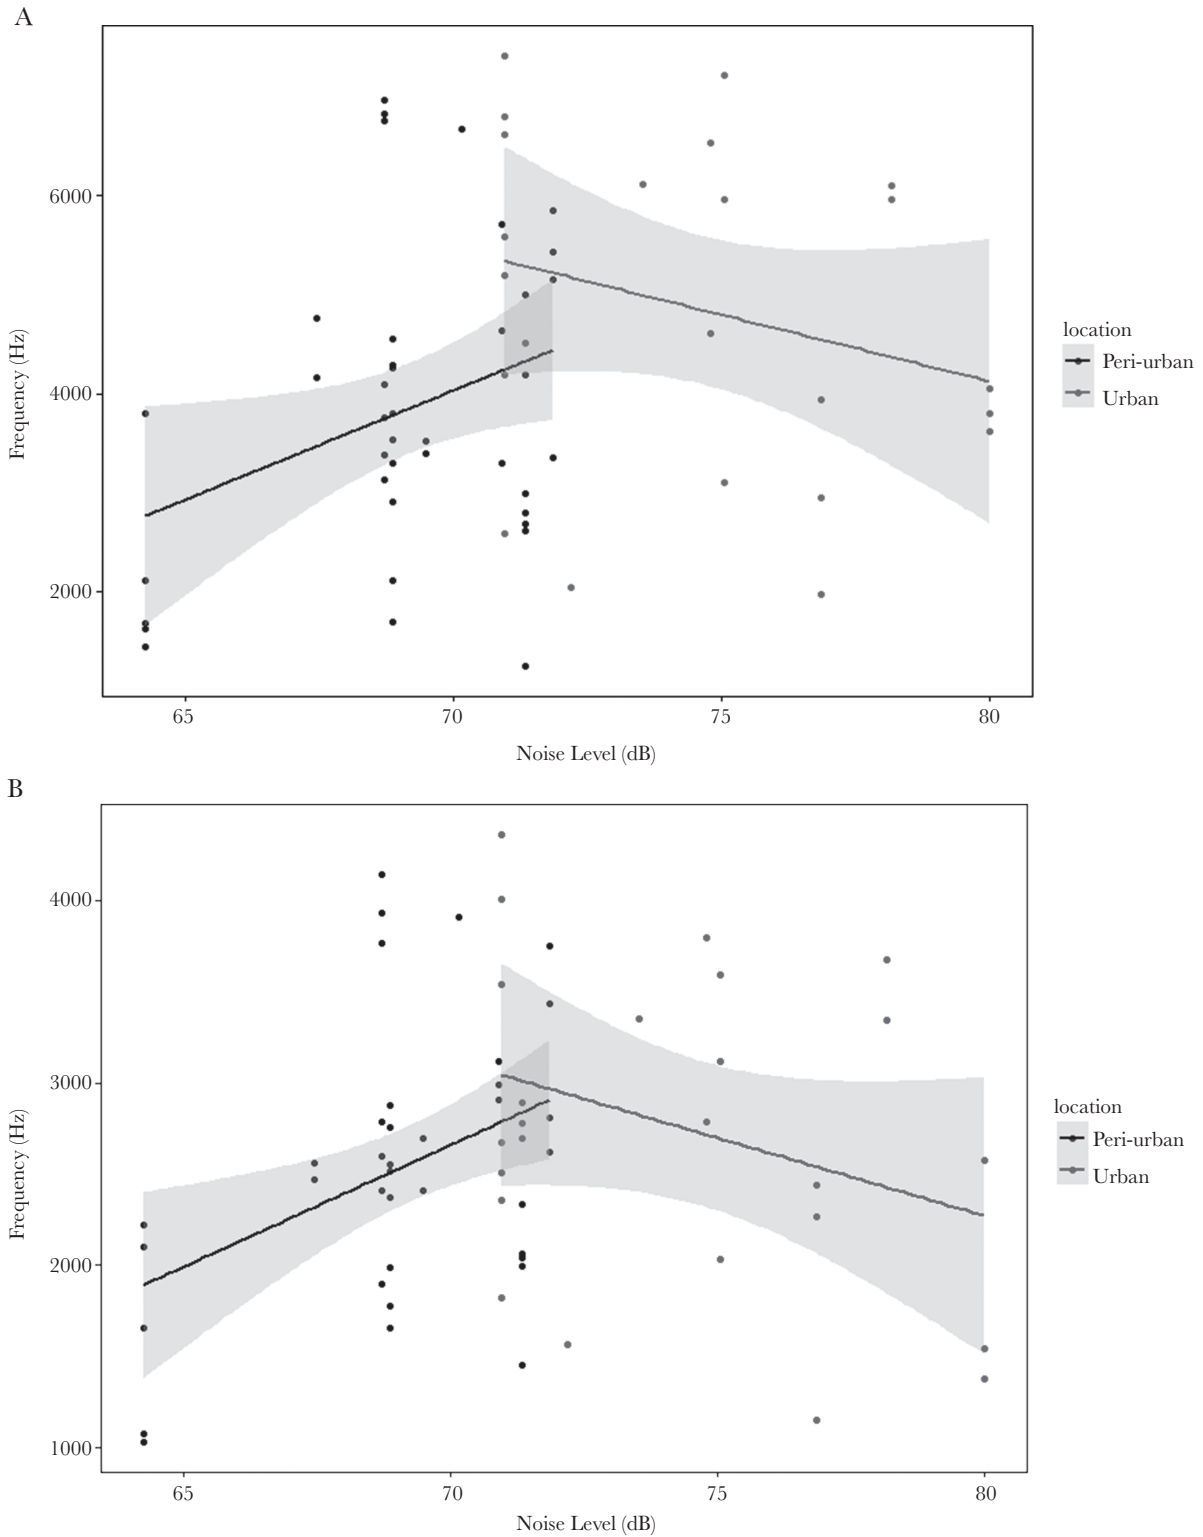 A
Frequency (Hz)
6000
4000
2000
65 70 75 80
Noise Level (dB)
location
Peri-urban
Urban
B
Frequency (Hz)
4000
3000
2000
1000
65 70 75 80
Noise Level (dB)
location
Peri-urban
Urban